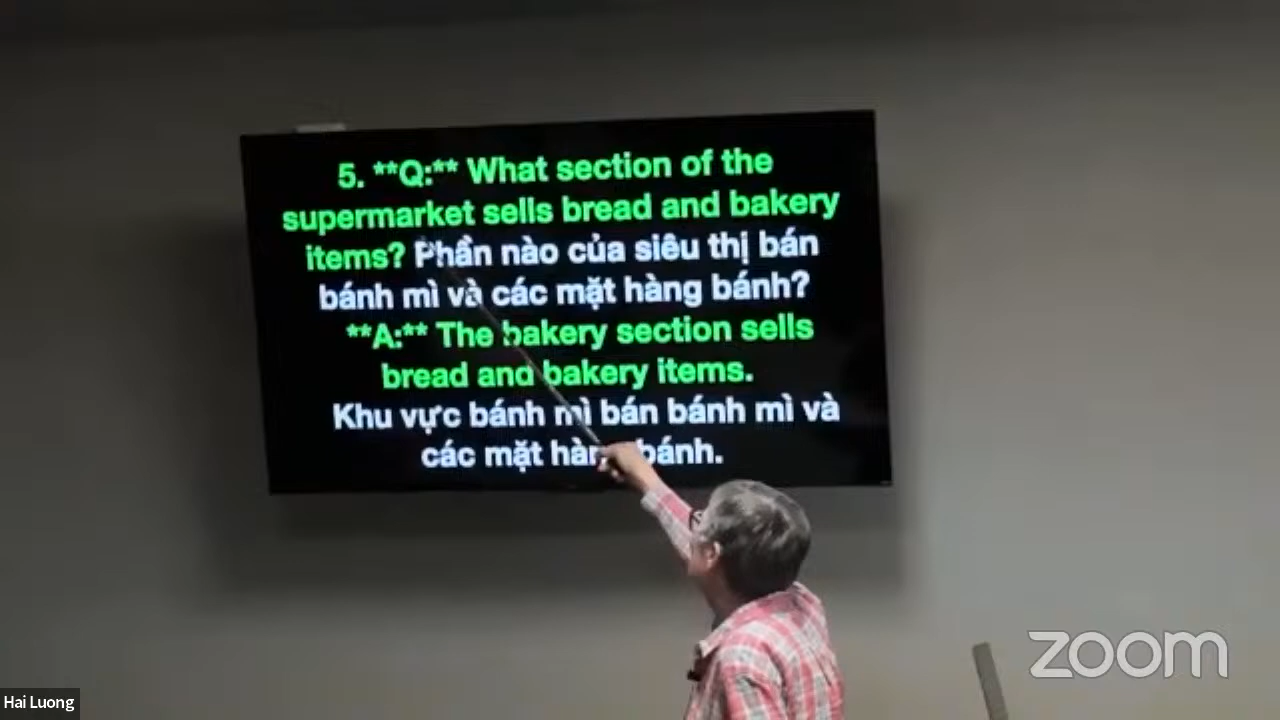 5. **Q:** What section of the
supermarket sells bread and bakery
items? Phần nào của siêu thị bán
bánh mì và các mặt hàng bánh?
**A:** The bakery section sells
bread and bakery items.
Khu vực bánh mì bán bánh mì và
các mặt hàng bánh.
zoom
Hai Luong